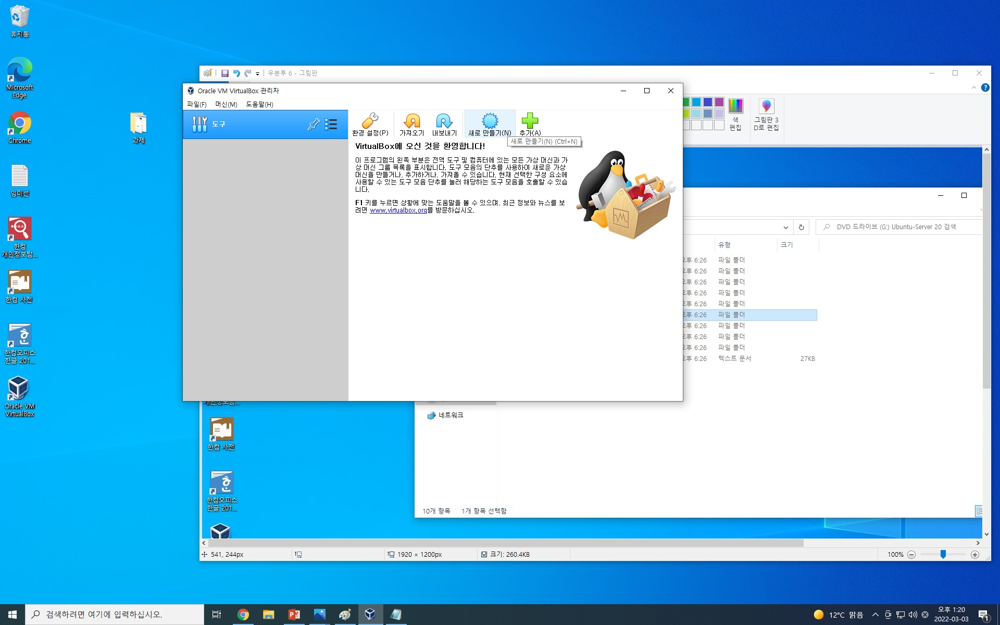 휴지통
Microsoft
Edge
Chrome
과제
임미선
한컴
개인정보탐...
한컴 사전
한컴오피스
한글 201...
Oracle VM
VirtualBox
우분투 6 - 그림판
Oracle VM VirtualBox 관리자
파일(F) 머신(M) 도움말(H)
도구
환경 설정(P) 가져오기 내보내기 새로 만들기(N) 추가(A)
새로 만들기(N) (Ctrl+N)
VirtualBox에 오신 것을 환영합니다!
이 프로그램의 왼쪽 부분은 전역 도구 및 컴퓨터에 있는 모든 가상 머신과 가
상 머신 그룹 목록을 표시합니다. 도구 모음의 단추를 사용하여 새로운 가상
머신을 만들거나, 추가하거나, 가져올 수 있습니다. 현재 선택한 구성 요소에
사용할 수 있는 도구 모음 단추를 눌러 해당하는 도구 모음을 호출할 수 있습
니다.
F1 키를 누르면 상황에 맞는 도움말을 볼 수 있으며, 최근 정보와 뉴스를 보
려면 www.virtualbox.org를 방문하십시오.
색
편집
그림판 3
D로 편집
DVD 드라이브 (G:) Ubuntu-Server 20 검색
유형 크기
오후 6:26 파일 폴더
오후 6:26 파일 폴더
오후 6:26 파일 폴더
오후 6:26 파일 폴더
오후 6:26 파일 폴더
오후 6:26 파일 폴더
오후 6:26 파일 폴더
오후 6:26 파일 폴더
오후 6:26 파일 폴더
오후 6:26 텍스트 문서 27KB
네트워크
10개 항목 1개 항목 선택함
개인정보탐...
한컴 사전
한컴오피스
한글 201...
541, 244px 1920 × 1200px 크기: 260.4KB 100%
검색하려면 여기에 입력하십시오.
12°C 맑음
오후 1:20
2022-03-03
1